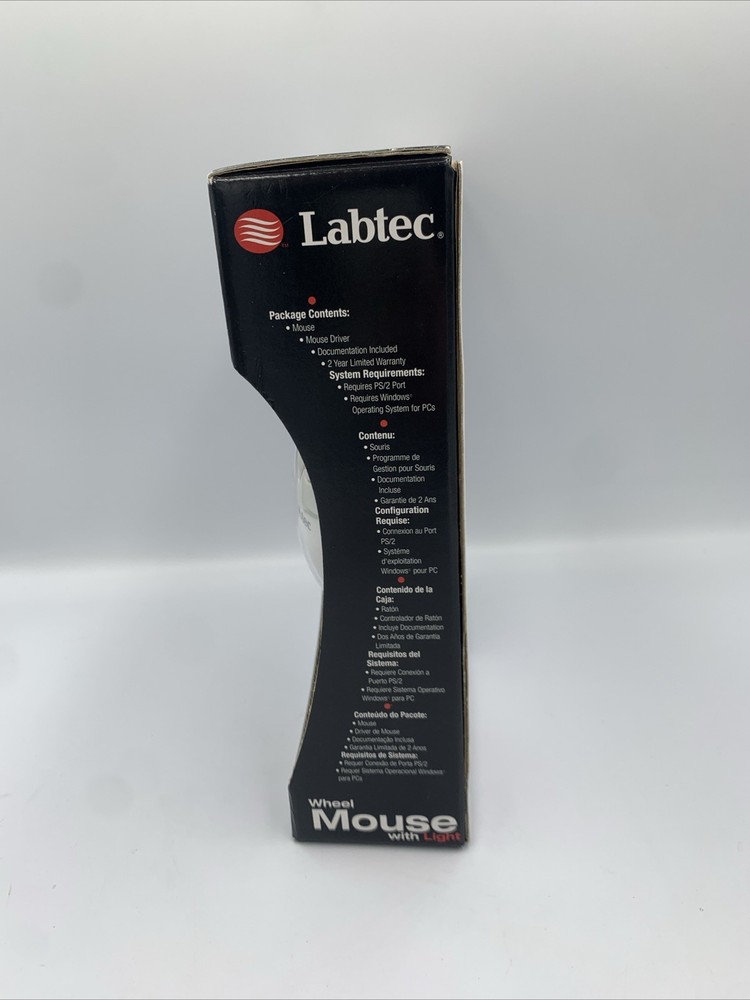 Labtec®
Package Contents:
• Mouse
• Mouse Driver
• Documentation Included
• 2 Year Limited Warranty
System Requirements:
• Requires PS/2 Port
• Requires Windows®
Operating System for PCs
Contenu:
• Souris
• Programme de
Gestion pour Souris
• Documentation
Incluse
• Garantie de 2 Ans
Configuration
Requise:
• Connexion au Port
PS/2
• Système
d'exploitation
Windows® pour PC
Contenido de la
Caja:
• Ratón
• Controlador de Ratón
• Incluye Documentation
• Dos Años de Garantía
Limitada
Requisitos del
Sistema:
• Requiere Conexión a
Puerto PS/2
• Requiere Sistema Operativo
Windows® para PC
Conteúdo do Pacote:
• Mouse
• Driver de Mouse
• Documentação Inclusa
• Garantia Limitada de 2 Anos
Requisitos de Sistema:
• Requer Conexão de Porta PS/2
• Requer Sistema Operacional Windows®
para PCs
Wheel
Mouse
with Light